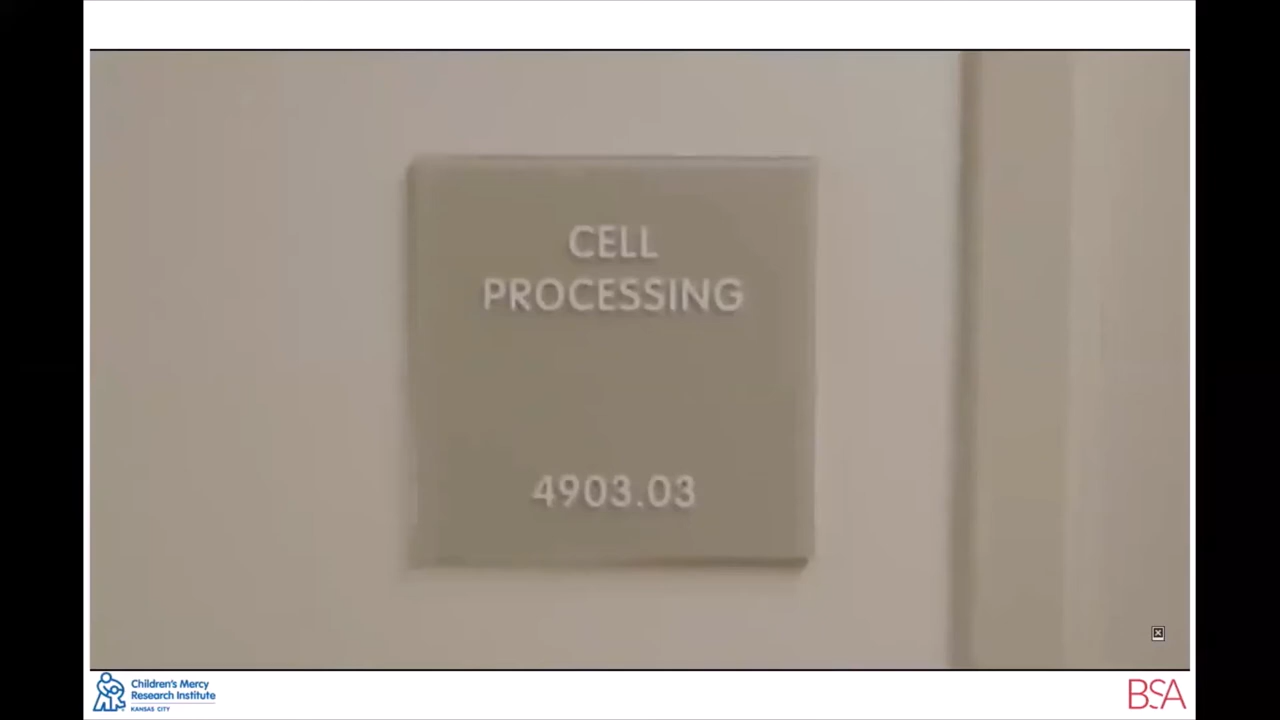 CELL
PROCESSING
4903.03
Children's Mercy
Research Institute
KANSAS CITY
BSA